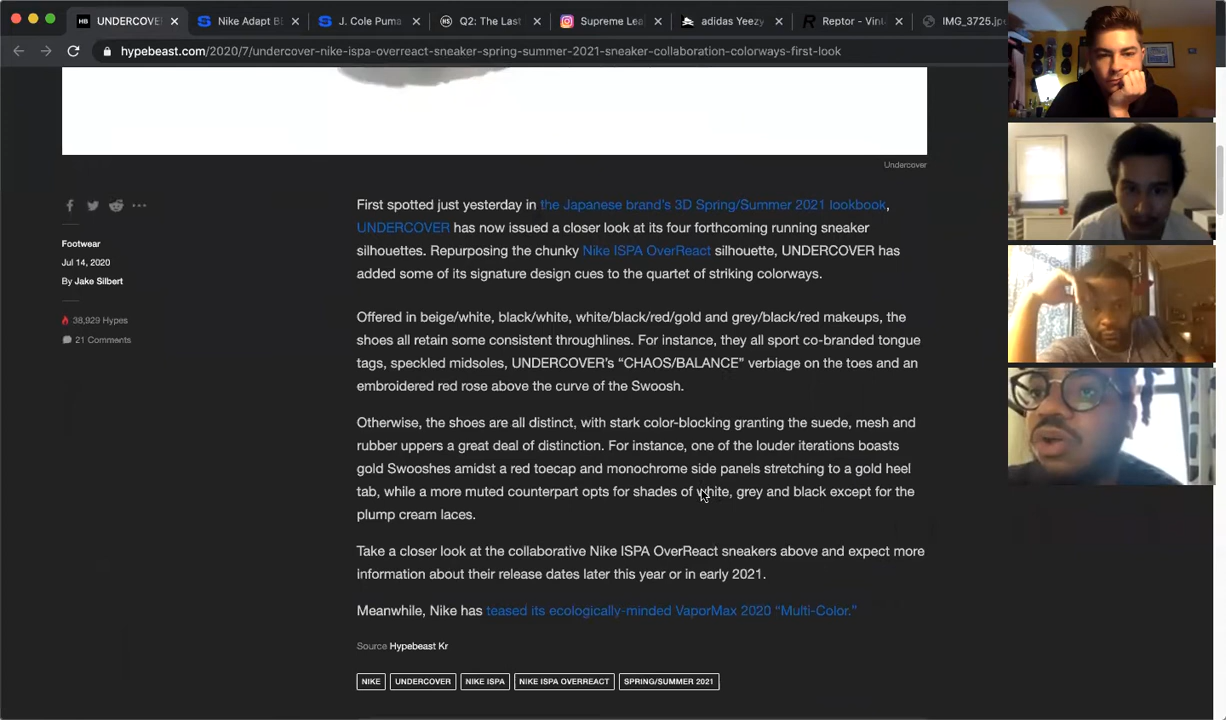 UNDERCOVE
Nike Adapt BB
J. Cole Puma
Q2: The Last
Supreme Lea
adidas Yeezy
Reptor - Vint
IMG_3725.jpe
hypebeast.com/2020/7/undercover-nike-ispa-overreact-sneaker-spring-summer-2021-sneaker-collaboration-colorways-first-look
Undercover
Footwear
Jul 14, 2020
By Jake Silbert
38,929 Hypes
21 Comments
First spotted just yesterday in the Japanese brand's 3D Spring/Summer 2021 lookbook,
UNDERCOVER has now issued a closer look at its four forthcoming running sneaker
silhouettes. Repurposing the chunky Nike ISPA OverReact silhouette, UNDERCOVER has
added some of its signature design cues to the quartet of striking colorways.
Offered in beige/white, black/white, white/black/red/gold and grey/black/red makeups, the
shoes all retain some consistent throughlines. For instance, they all sport co-branded tongue
tags, speckled midsoles, UNDERCOVER's “CHAOS/BALANCE” verbiage on the toes and an
embroidered red rose above the curve of the Swoosh.
Otherwise, the shoes are all distinct, with stark color-blocking granting the suede, mesh and
rubber uppers a great deal of distinction. For instance, one of the louder iterations boasts
gold Swooshes amidst a red toecap and monochrome side panels stretching to a gold heel
tab, while a more muted counterpart opts for shades of white, grey and black except for the
plump cream laces.
Take a closer look at the collaborative Nike ISPA OverReact sneakers above and expect more
information about their release dates later this year or in early 2021.
Meanwhile, Nike has teased its ecologically-minded VaporMax 2020 “Multi-Color.”
Source Hypebeast Kr
NIKE
UNDERCOVER
NIKE ISPA
NIKE ISPA OVERREACT
SPRING/SUMMER 2021